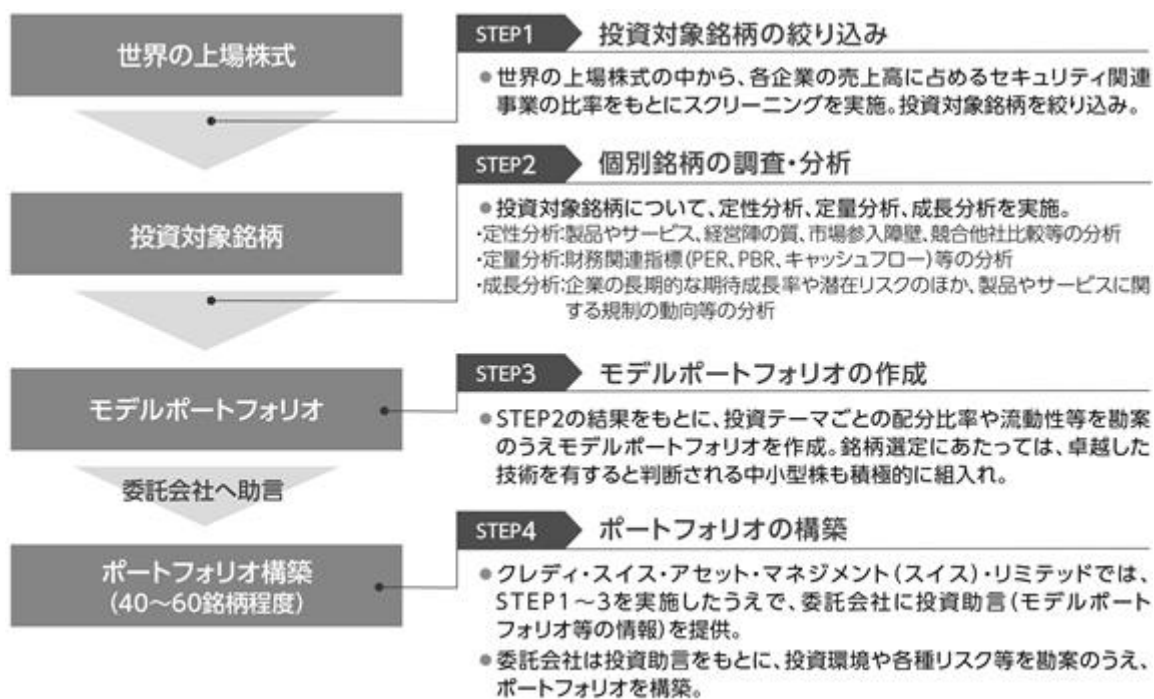 世界の上場株式
STEP1 投資対象銘柄の絞り込み
●世界の上場株式の中から、各企業の売上高に占めるセキュリティ関連
事業の比率をもとにスクリーニングを実施。投資対象銘柄を絞り込み。
投資対象銘柄
STEP2 個別銘柄の調査・分析
●投資対象銘柄について、定性分析、定量分析、成長分析を実施。
・定性分析:製品やサービス、経営陣の質、市場参入障壁、競合他社比較等の分析
・定量分析:財務関連指標(PER、PBR、キャッシュフロー)等の分析
・成長分析:企業の長期的な期待成長率や潜在リスクのほか、製品やサービスに関
する規制の動向等の分析
モデルポートフォリオ
STEP3 モデルポートフォリオの作成
●STEP2の結果をもとに、投資テーマごとの配分比率や流動性等を勘案
のうえモデルポートフォリオを作成。銘柄選定にあたっては、卓越した
技術を有すると判断される中小型株も積極的に組入れ。
委託会社へ助言
ポートフォリオ構築
(40~60銘柄程度)
STEP4 ポートフォリオの構築
●クレディ・スイス・アセット・マネジメント(スイス)・リミテッドでは、
STEP1~3を実施したうえで、委託会社に投資助言(モデルポート
フォリオ等の情報)を提供。
●委託会社は投資助言をもとに、投資環境や各種リスク等を勘案のうえ、
ポートフォリオを構築。